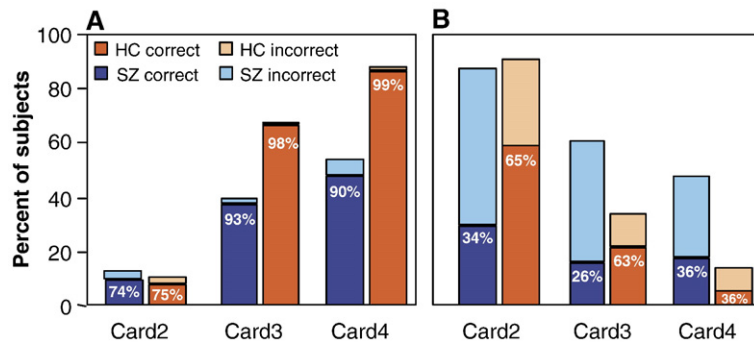 A
B
100
80
60
40
20
0
Percent of subjects
HC correct HC incorrect
SZ correct SZ incorrect
74% 75% 93% 98% 90% 99%
34% 65% 26% 63% 36% 36%
Card2 Card3 Card4
Card2 Card3 Card4